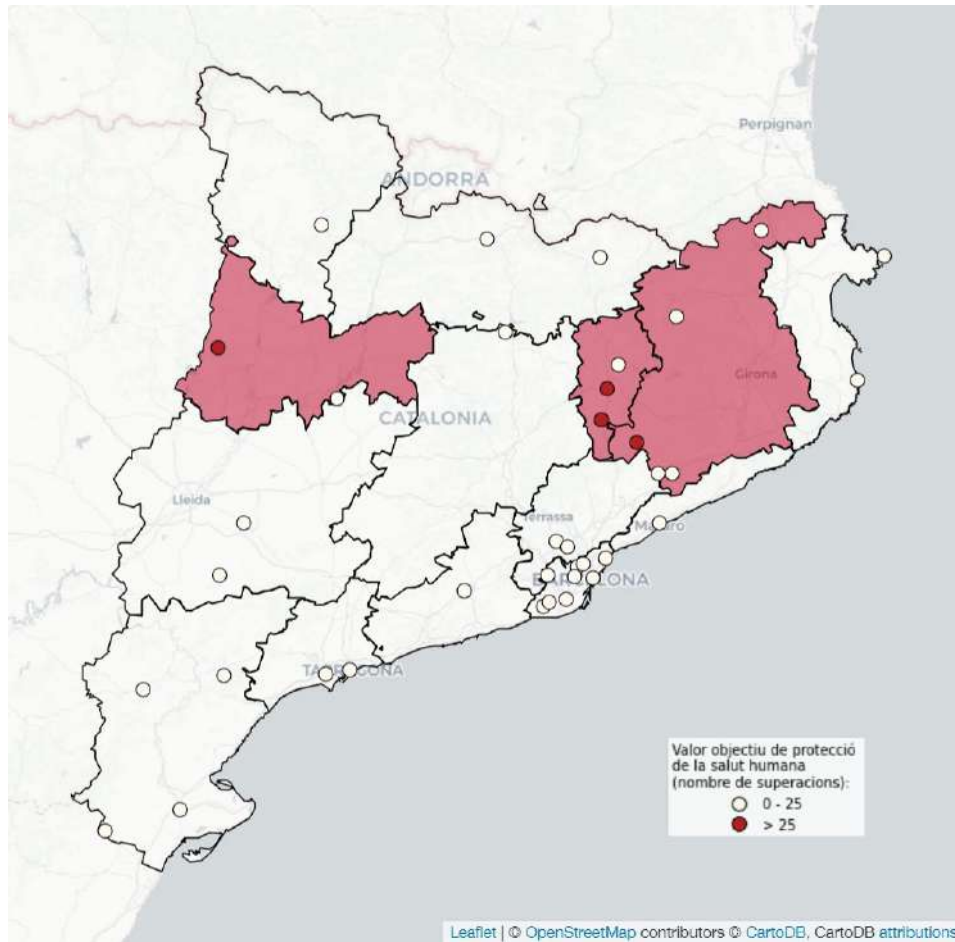 Perpignan
ANDORRA
Girona
CATALONIA
Lleida
Terrassa
Mataró
BARCELONA
TARRAGONA
Valor objectiu de protecció
de la salut humana
(nombre de superacions):
0 - 25
> 25
Leaflet | © OpenStreetMap contributors © CartoDB, CartoDB attributions